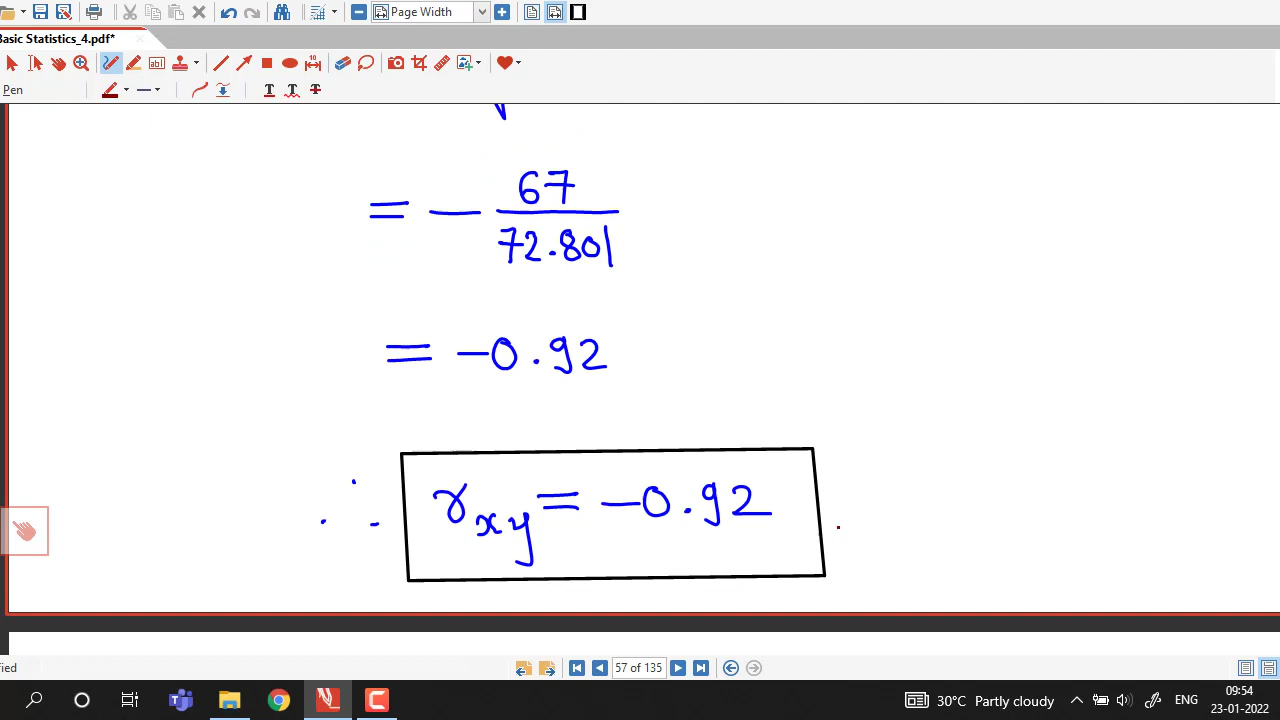 Page Width
Basic Statistics_4.pdf*
Pen
= - 67
72.801
= -0.92
∴ r xy = -0.92
57 of 135
30°C Partly cloudy
ENG
09:54
23-01-2022